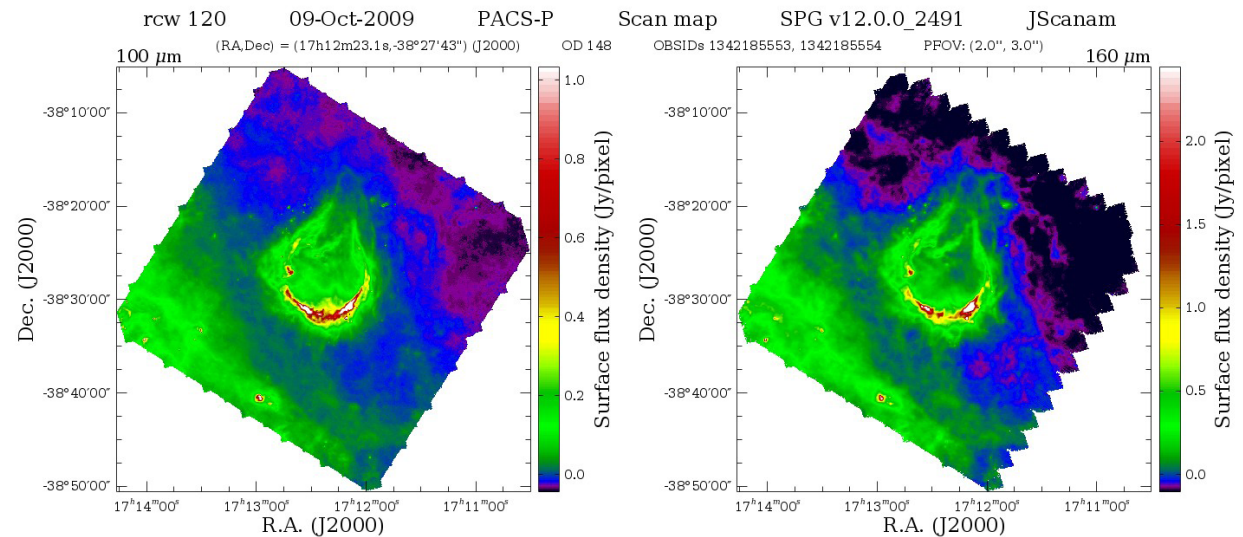 rcw 120 09-Oct-2009 PACS-P Scan map SPG v12.0.0_2491 JScanam
(RA,Dec) = (17h12m23.1s,-38°27'43") (J2000) OD 148 OBSIDs 1342185553, 1342185554 PFOV: (2.0", 3.0")
100 μm
1.0
0.8
0.6
0.4
0.2
0.0
Surface flux density (Jy/pixel)
-38°10'00"
-38°20'00"
-38°30'00"
-38°40'00"
-38°50'00"
Dec. (J2000)
17h14m00s 17h13m00s 17h12m00s 17h11m00s
R.A. (J2000)
160 μm
2.0
1.5
1.0
0.5
0.0
Surface flux density (Jy/pixel)
-38°10'00"
-38°20'00"
-38°30'00"
-38°40'00"
-38°50'00"
Dec. (J2000)
17h14m00s 17h13m00s 17h12m00s 17h11m00s
R.A. (J2000)